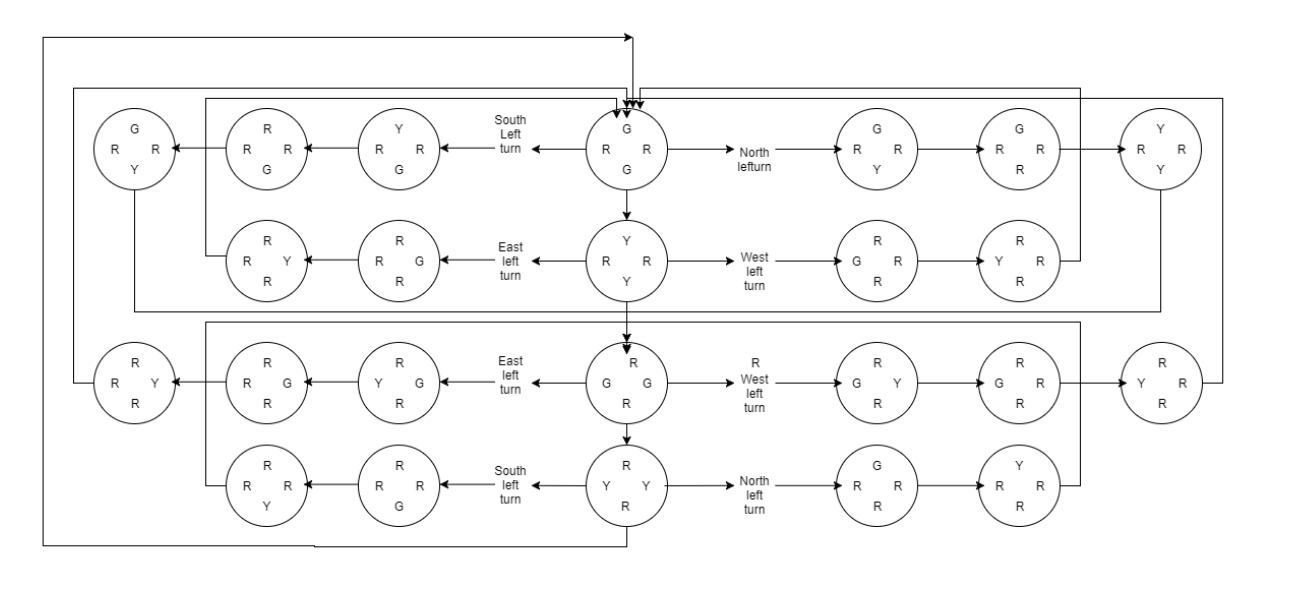 South
G R Y Left G G G Y
R R R R R R turn R R North R R R R R R
lefturn
Y G G G Y R Y
R R East Y R R
R Y R G left R R West G R Y R
turn left
R R Y R R
turn
R R R East R R R R R
R Y R G Y G left G G West G Y G R Y R
turn left
R R R R R R R
turn
R R South R G Y
R R R R left Y Y North R R R R
turn left
Y G R R R
turn